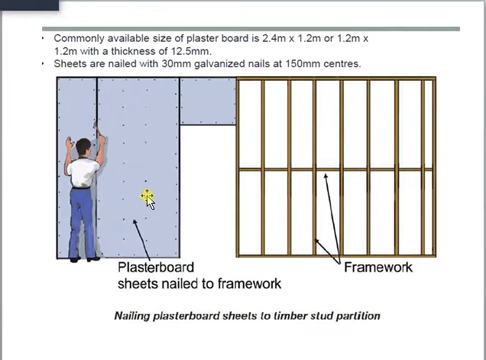 Commonly available size of plaster board is 2.4m x 1.2m or 1.2m x
1.2m with a thickness of 12.5mm.
Sheets are nailed with 30mm galvanized nails at 150mm centres.
Plasterboard
sheets nailed to framework
Framework
Nailing plasterboard sheets to timber stud partition